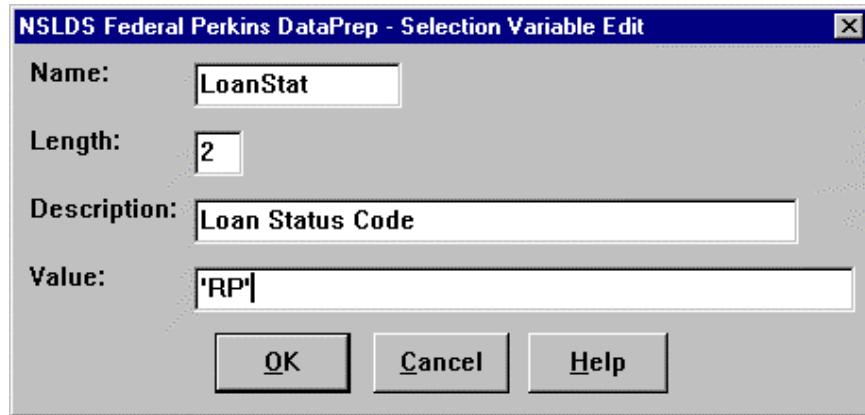 NSLDS Federal Perkins DataPrep - Selection Variable Edit
Name: LoanStat
Length: 2
Description: Loan Status Code
Value: 'RP'
OK Cancel Help